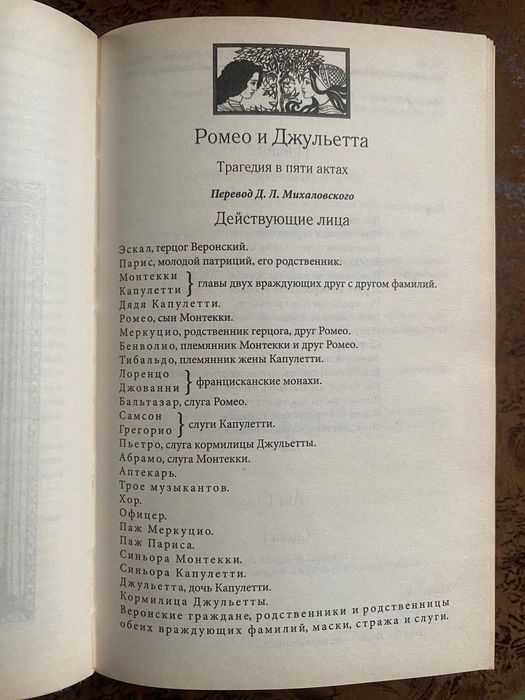 Ромео и Джульетта
Трагедия в пяти актах
Перевод Д. Л. Михаловского
Действующие лица
Эскал, герцог Веронский.
Парис, молодой патриций, его родственник.
Монтекки
Капулетти } главы двух враждующих друг с другом фамилий.
Дядя Капулетти.
Ромео, сын Монтекки.
Меркуцио, родственник герцога, друг Ромео.
Бенволио, племянник Монтекки и друг Ромео.
Тибальдо, племянник жены Капулетти.
Лоренцо
Джованни } францисканские монахи.
Бальтазар, слуга Ромео.
Самсон
Грегорио } слуги Капулетти.
Пьетро, слуга кормилицы Джульетты.
Абрамо, слуга Монтекки.
Аптекарь.
Трое музыкантов.
Хор.
Офицер.
Паж Меркуцио.
Паж Париса.
Синьора Монтекки.
Синьора Капулетти.
Джульетта, дочь Капулетти.
Кормилица Джульетты.
Веронские граждане, родственники и родственницы
обеих враждующих фамилий, маски, стража и слуги.